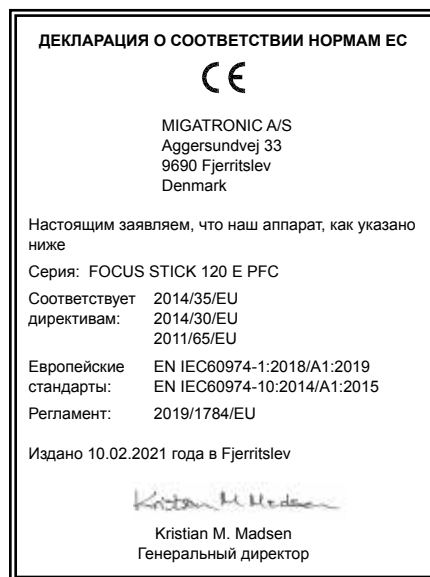 ДЕКЛАРАЦИЯ О СООТВЕТСТВИИ НОРМАМ ЕС
CE
MIGATRONIC A/S
Aggersundvej 33
9690 Fjerritslev
Denmark
Настоящим заявляем, что наш аппарат, как указано
ниже
Серия: FOCUS STICK 120 E PFC
Соответствует 2014/35/EU
директивам: 2014/30/EU
2011/65/EU
Европейские EN IEC60974-1:2018/A1:2019
стандарты: EN IEC60974-10:2014/A1:2015
Регламент: 2019/1784/EU
Издано 10.02.2021 года в Fjerritslev
Kristian M Madsen
Kristian M. Madsen
Генеральный директор